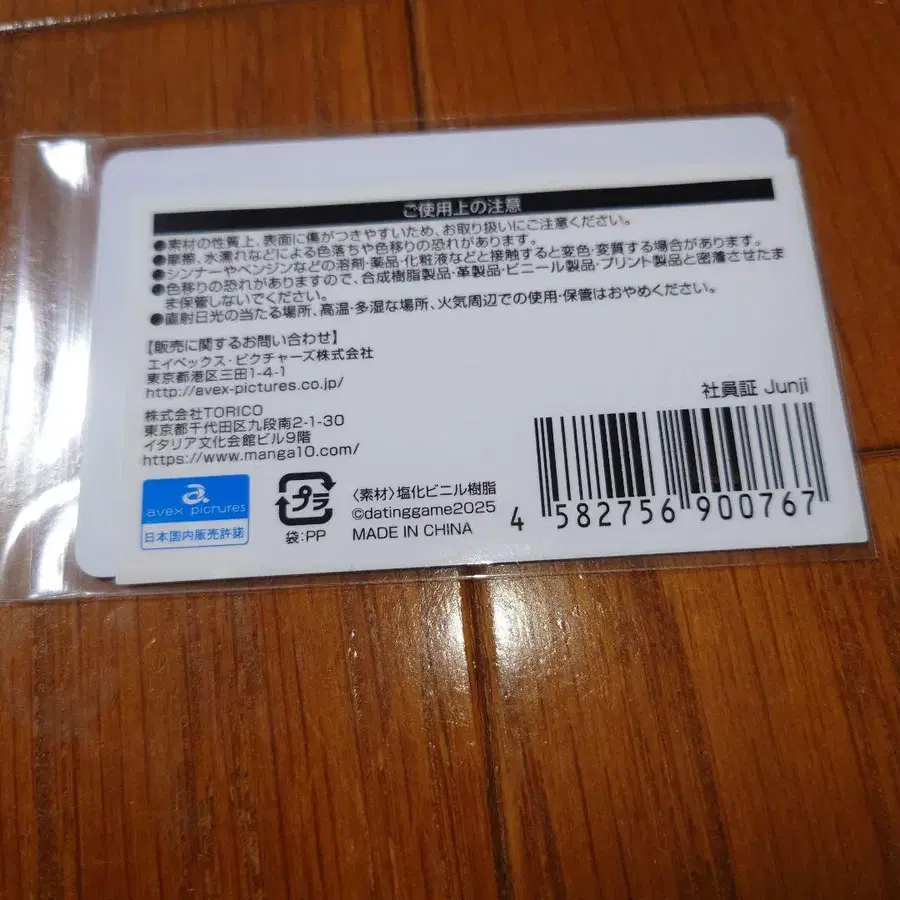 ご使用上の注意
●素材の性質上、表面に傷がつきやすいため、お取り扱いにご注意ください。
●摩擦、水濡れなどによる色落ちや色移りの恐れがあります。
●シンナーやベンジンなどの溶剤・薬品・化粧液などと接触すると変色・変質する場合があります。
●色移りの恐れがありますので、合成樹脂製品・革製品・ビニール製品・プリント製品と密着させたま
ま保管しないでください。
●直射日光の当たる場所、高温・多湿な場所、火気周辺での使用・保管はおやめください。
【販売に関するお問い合わせ】
エイベックス・ピクチャーズ株式会社
東京都港区三田1-4-1
http://avex-pictures.co.jp/
株式会社TORICO
東京都千代田区九段南2-1-30
イタリア文化会館ビル9階
https://www.manga10.com/
社員証 Junji
a.
avex pictures
日本国内販売許諾
プラ
袋:PP
〈素材〉塩化ビニル樹脂
©datinggame2025
MADE IN CHINA
4 582756 900767